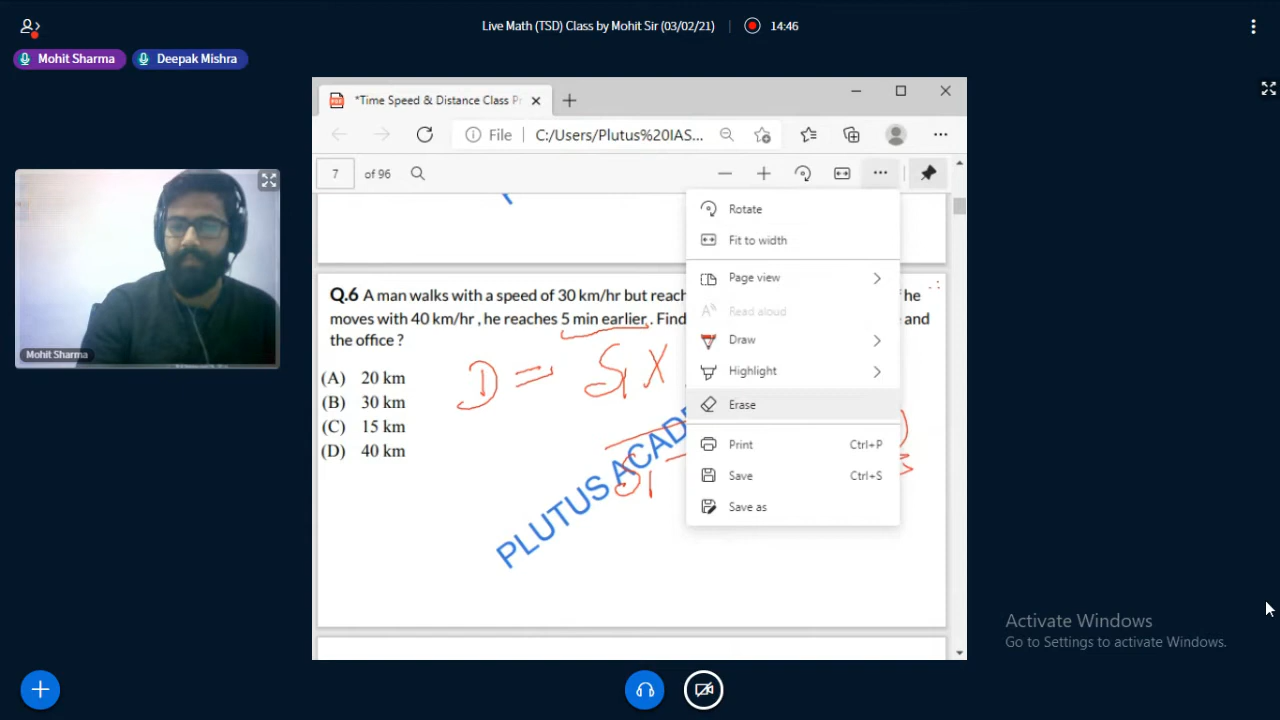 Live Math (TSD) Class by Mohit Sir (03/02/21)
14:46
Mohit Sharma
Deepak Mishra
*Time Speed & Distance Class Pr
File
C:/Users/Plutus%20IAS...
7
of 96
Rotate
Fit to width
Page view
Read aloud
Draw
Highlight
Erase
Print Ctrl+P
Save Ctrl+S
Save as
Q.6 A man walks with a speed of 30 km/hr but reach he
moves with 40 km/hr , he reaches 5 min earlier . Find and
the office ?
D = S1 X
(A) 20 km
(B) 30 km
(C) 15 km
(D) 40 km
S1 -
PLUTUS ACADE
Mohit Sharma
Activate Windows
Go to Settings to activate Windows.